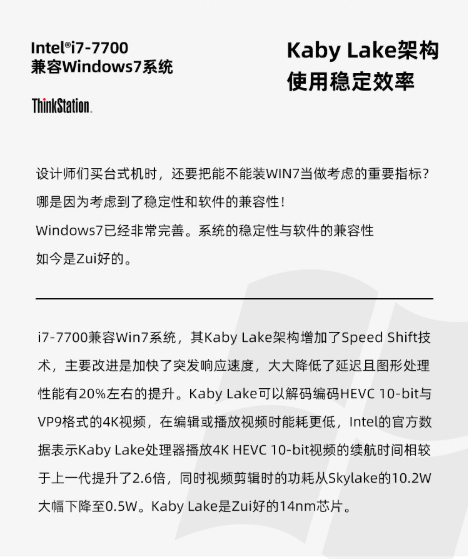 Intel®i7-7700
兼容Windows7系统
Kaby Lake架构
使用稳定效率
ThinkStation.
设计师们买台式机时，还要把能不能装WIN7当做考虑的重要指标？
哪是因为考虑到了稳定性和软件的兼容性！
Windows7已经非常完善。系统的稳定性与软件的兼容性
如今是Zui好的。
i7-7700兼容Win7系统，其Kaby Lake架构增加了Speed Shift技
术，主要改进是加快了突发响应速度，大大降低了延迟且图形处理
性能有20%左右的提升。Kaby Lake可以解码编码HEVC 10-bit与
VP9格式的4K视频，在编辑或播放视频时能耗更低，Intel的官方数
据表示Kaby Lake处理器播放4K HEVC 10-bit视频的续航时间相较
于上一代提升了2.6倍，同时视频剪辑时的功耗从Skylake的10.2W
大幅下降至0.5W。Kaby Lake是Zui好的14nm芯片。